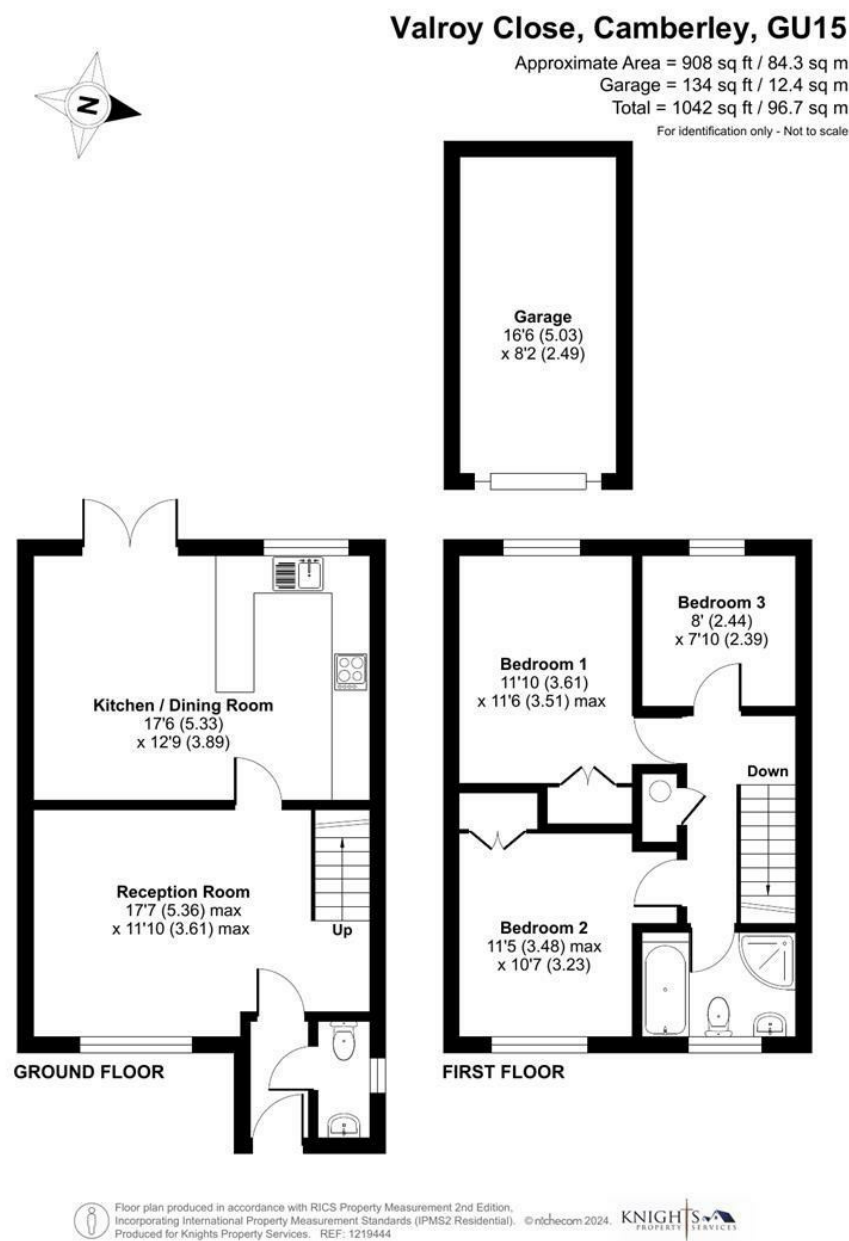 Valroy Close, Camberley, GU15
Approximate Area = 908 sq ft / 84.3 sq m
Garage = 134 sq ft / 12.4 sq m
Total = 1042 sq ft / 96.7 sq m
For identification only - Not to scale
N
Garage
16'6 (5.03)
x 8'2 (2.49)
Kitchen / Dining Room
17'6 (5.33)
x 12'9 (3.89)
Reception Room
17'7 (5.36) max
x 11'10 (3.61) max
Up
GROUND FLOOR
Bedroom 1
11'10 (3.61)
x 11'6 (3.51) max
Bedroom 3
8' (2.44)
x 7'10 (2.39)
Down
Bedroom 2
11'5 (3.48) max
x 10'7 (3.23)
FIRST FLOOR
Floor plan produced in accordance with RICS Property Measurement 2nd Edition,
Incorporating International Property Measurement Standards (IPMS2 Residential). ©ntchecom 2024.
Produced for Knights Property Services. REF: 1219444
KNIGHTS
PROPERTY SERVICES